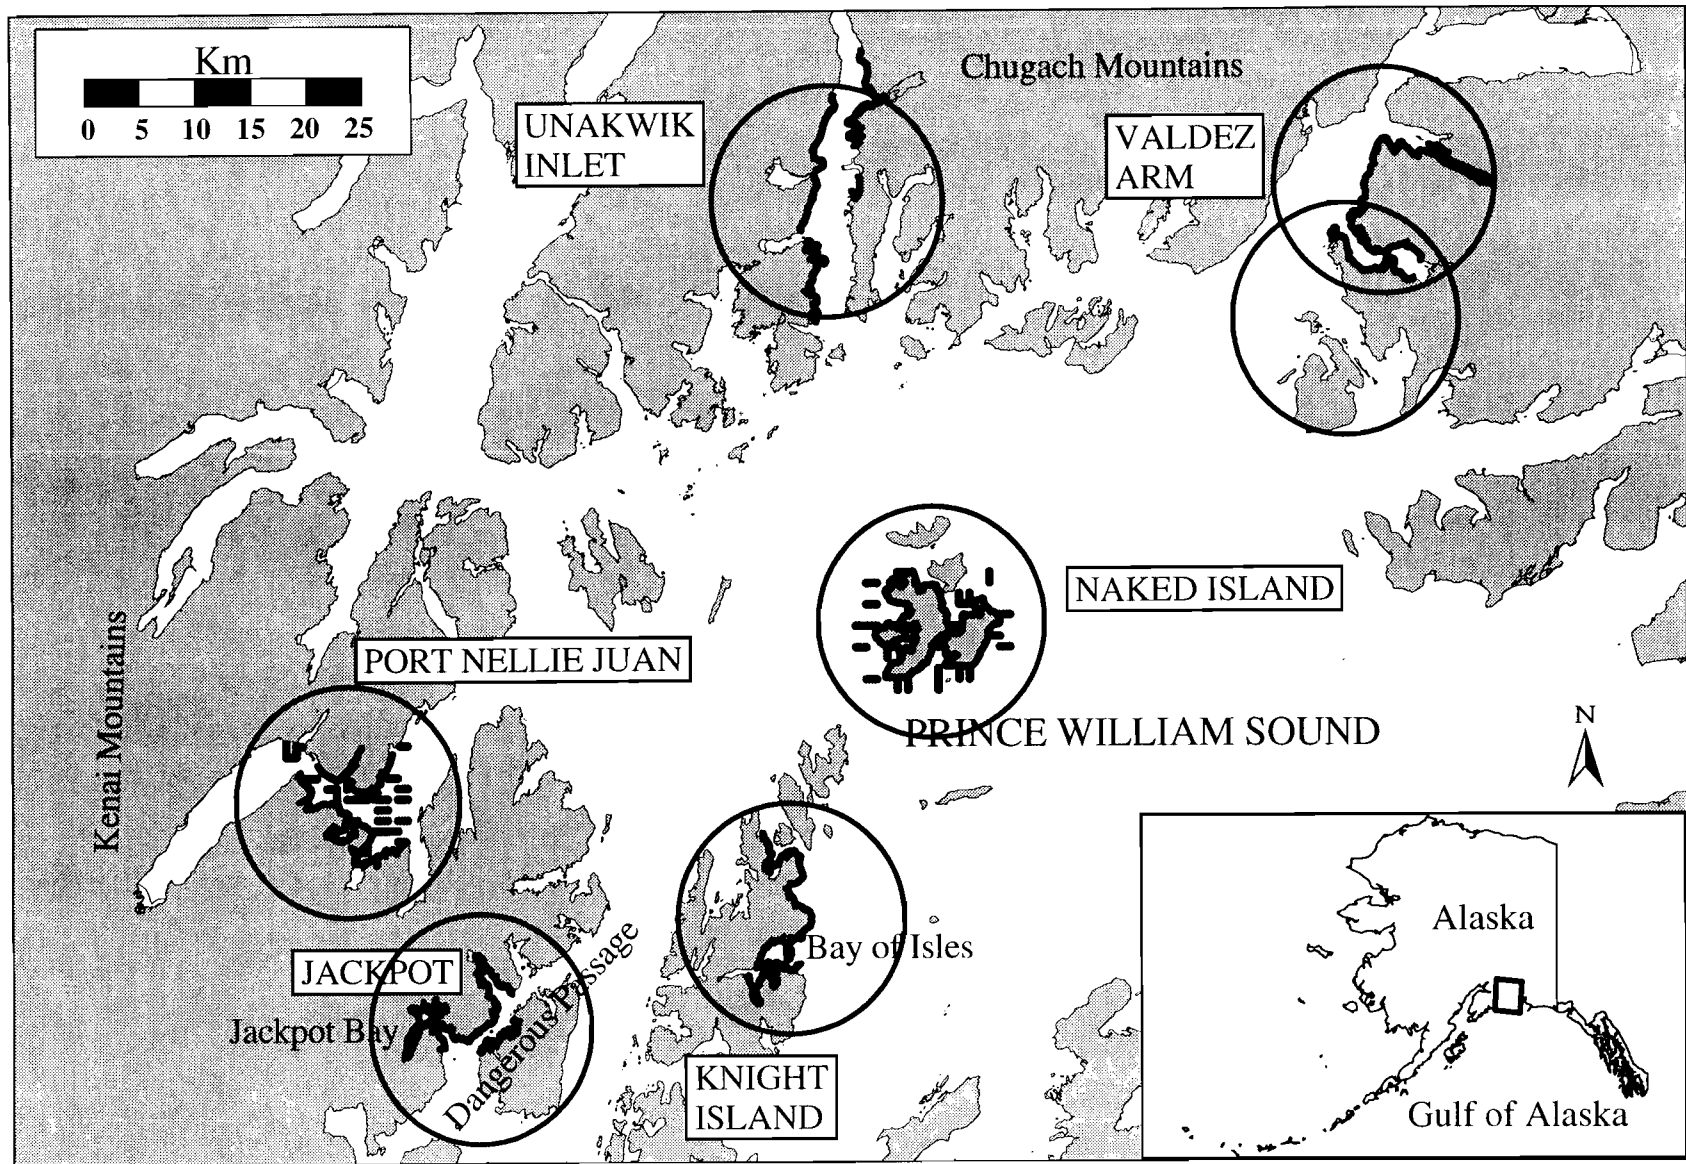 Km
0 5 10 15 20 25
UNAKWIK
INLET
Chugach Mountains
VALDEZ
ARM
NAKED ISLAND
PORT NELLIE JUAN
Kenai Mountains
PRINCE WILLIAM SOUND
N
JACKPOT
Jackpot Bay
Dangerous Passage
Bay of Isles
KNIGHT
ISLAND
Alaska
Gulf of Alaska